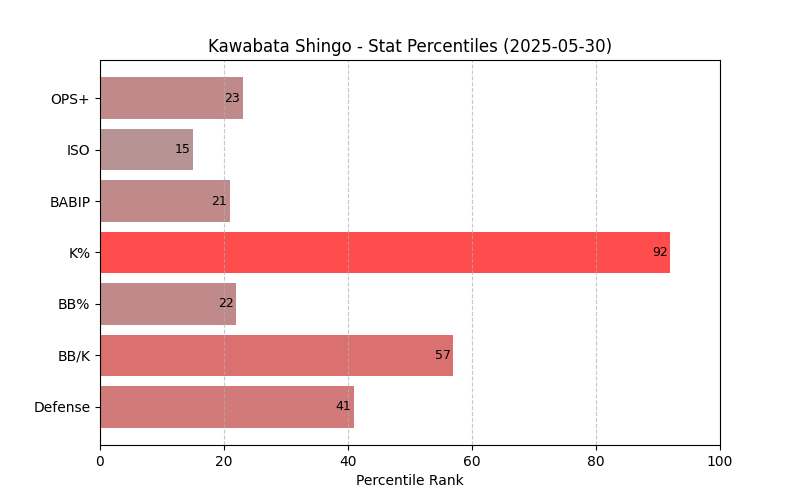 Kawabata Shingo - Stat Percentiles (2025-05-30)
OPS+ 23
ISO 15
BABIP 21
K% 92
BB% 22
BB/K 57
Defense 41
0 20 40 60 80 100
Percentile Rank